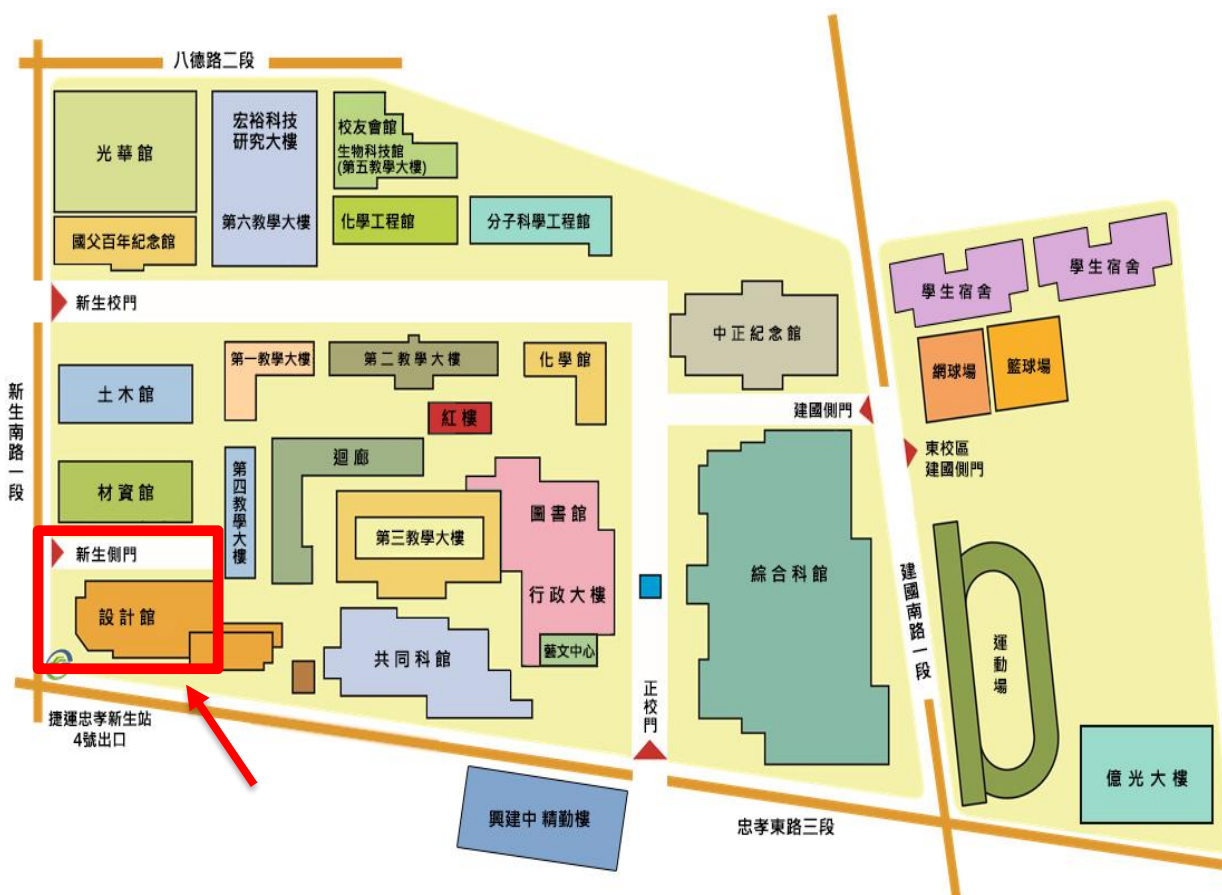 八德路二段
光華館
宏裕科技
研究大樓
校友會館
生物科技館
(第五教學大樓)
國父百年紀念館
第六教學大樓
化學工程館
分子科學工程館
學生宿舍
學生宿舍
新生校門
中正紀念館
網球場
籃球場
第一教學大樓
第二教學大樓
化學館
土木館
紅樓
建國側門
新生南路一段
東校區
建國側門
迴廊
材資館
第四教學大樓
圖書館
第三教學大樓
新生側門
綜合科館
建國南路一段
行政大樓
設計館
運動場
藝文中心
共同科館
正校門
捷運忠孝新生站
4號出口
億光大樓
興建中 精勤樓
忠孝東路三段